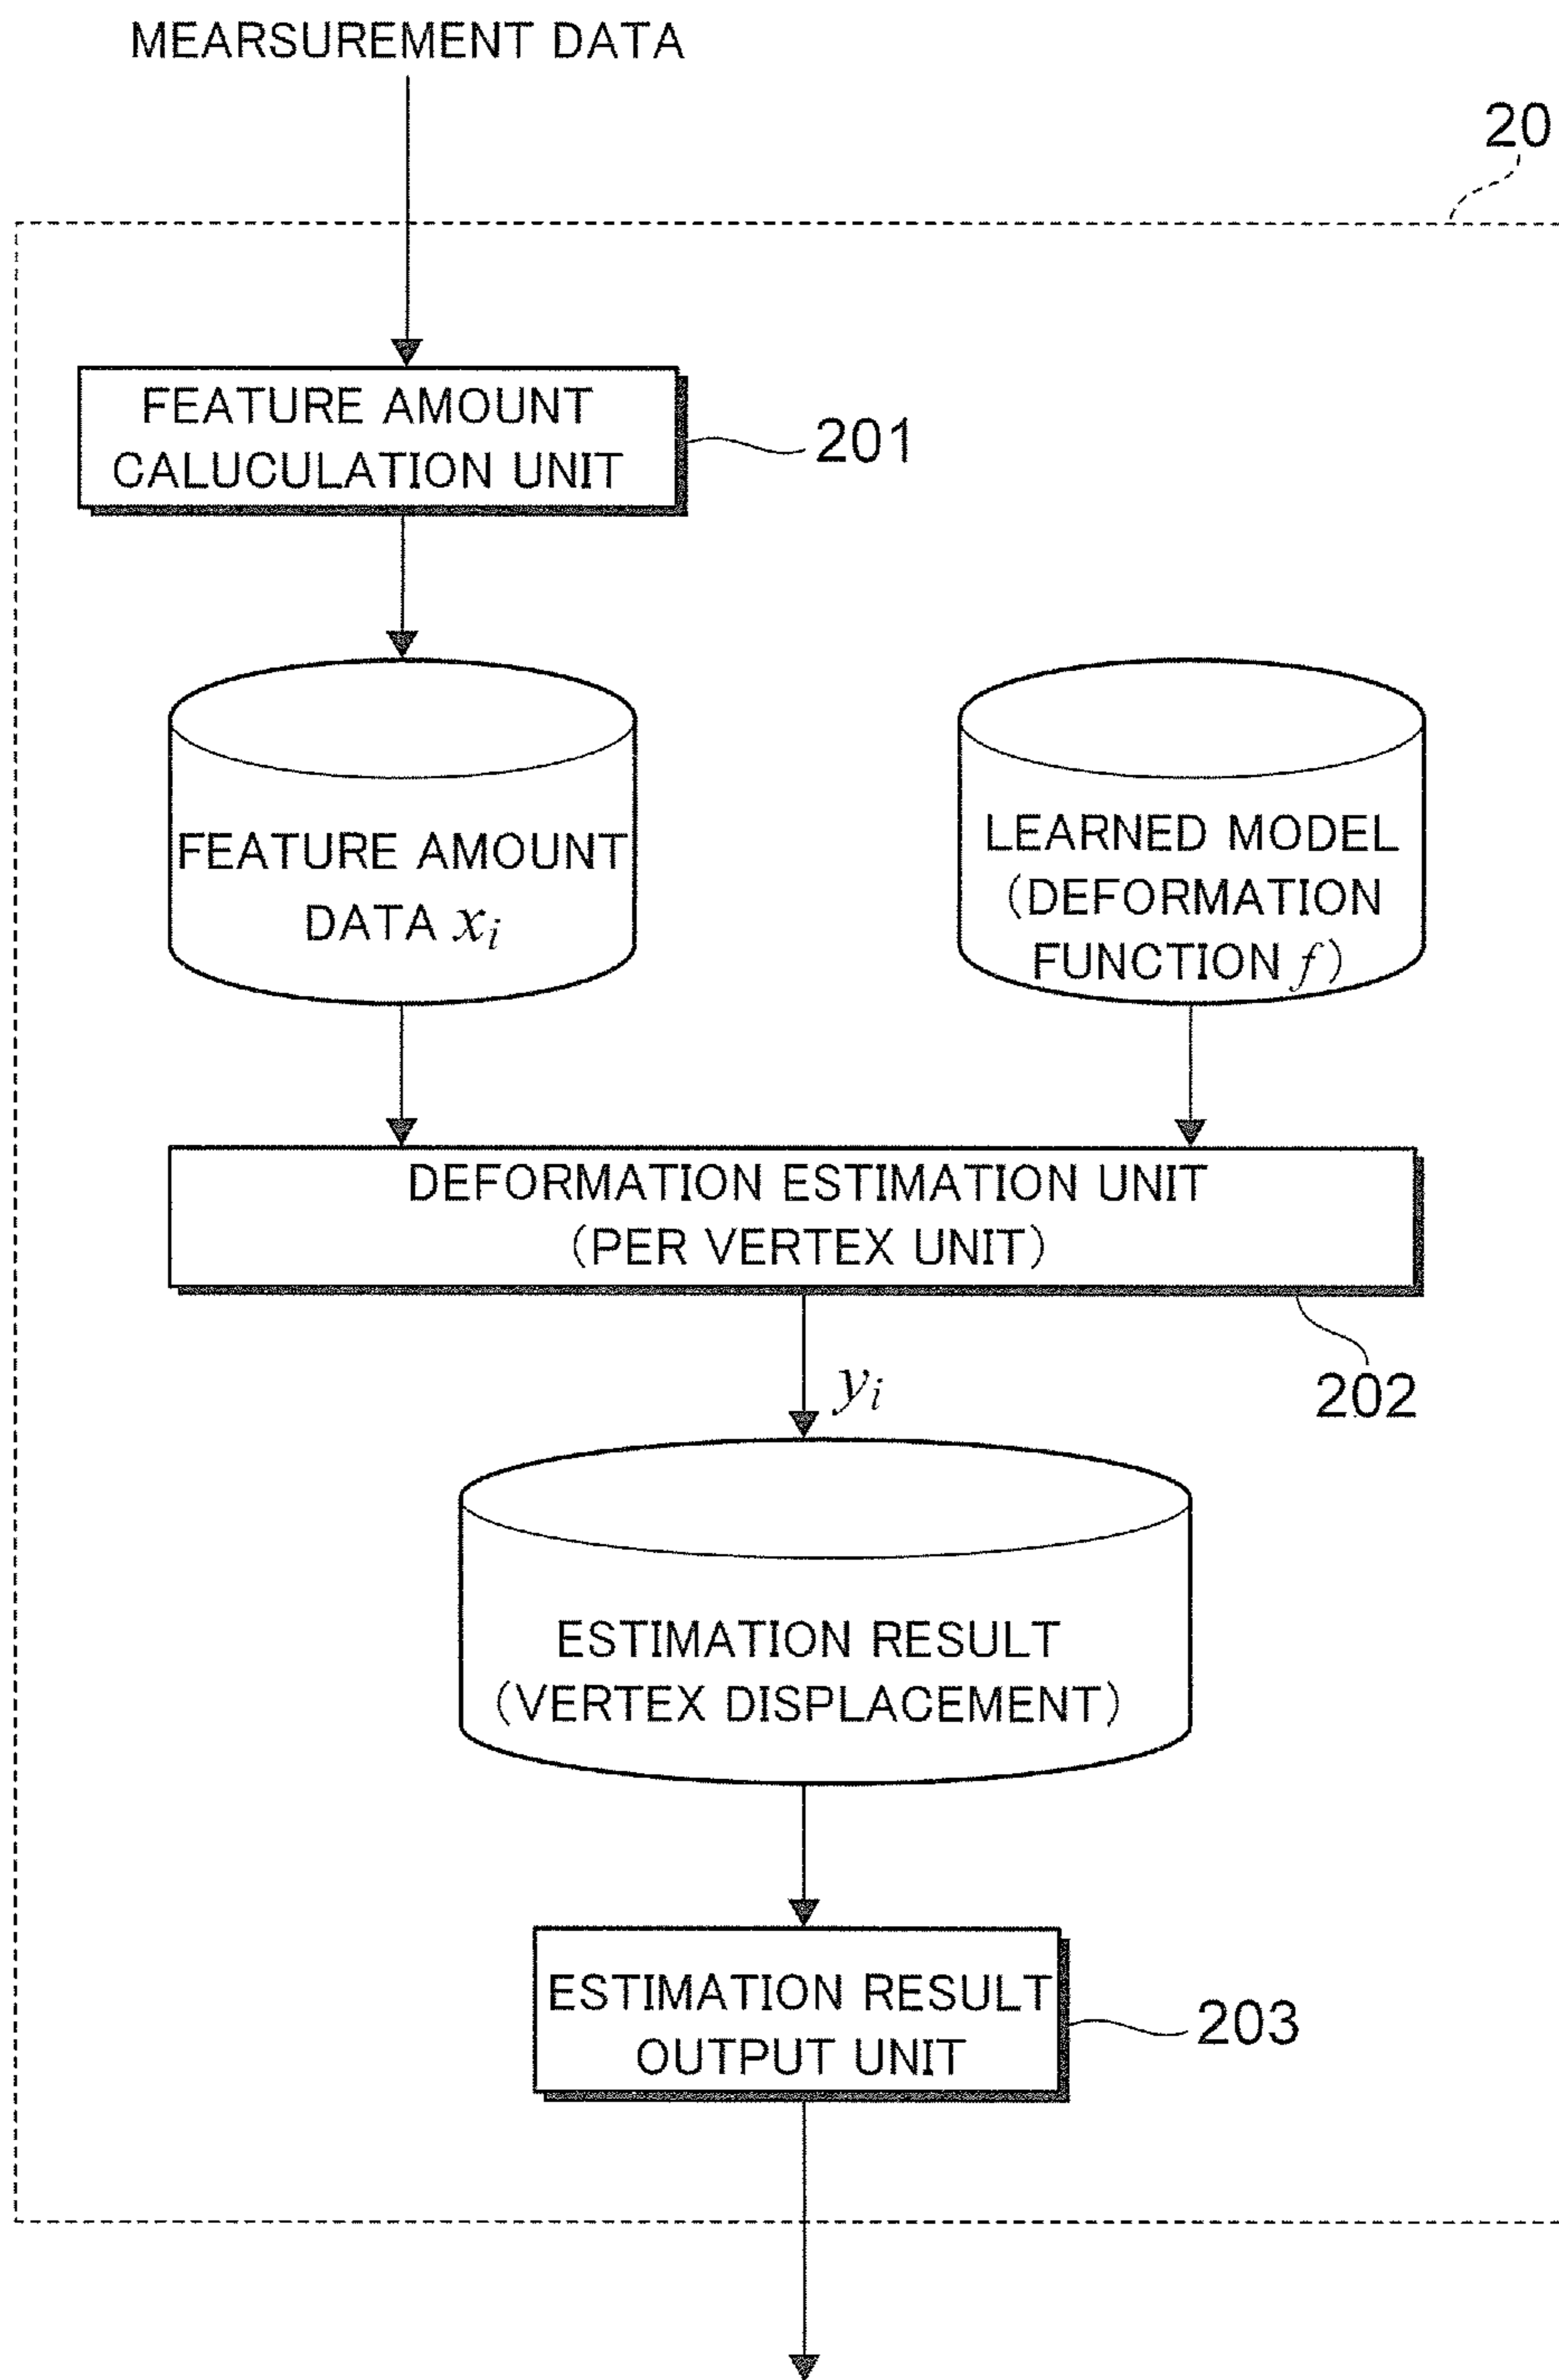 MEARSUREMENT DATA
20
FEATURE AMOUNT
CALUCULATION UNIT
201
FEATURE AMOUNT
DATA xi
LEARNED MODEL
(DEFORMATION
FUNCTION f)
DEFORMATION ESTIMATION UNIT
(PER VERTEX UNIT)
202
yi
ESTIMATION RESULT
(VERTEX DISPLACEMENT)
ESTIMATION RESULT
OUTPUT UNIT
203